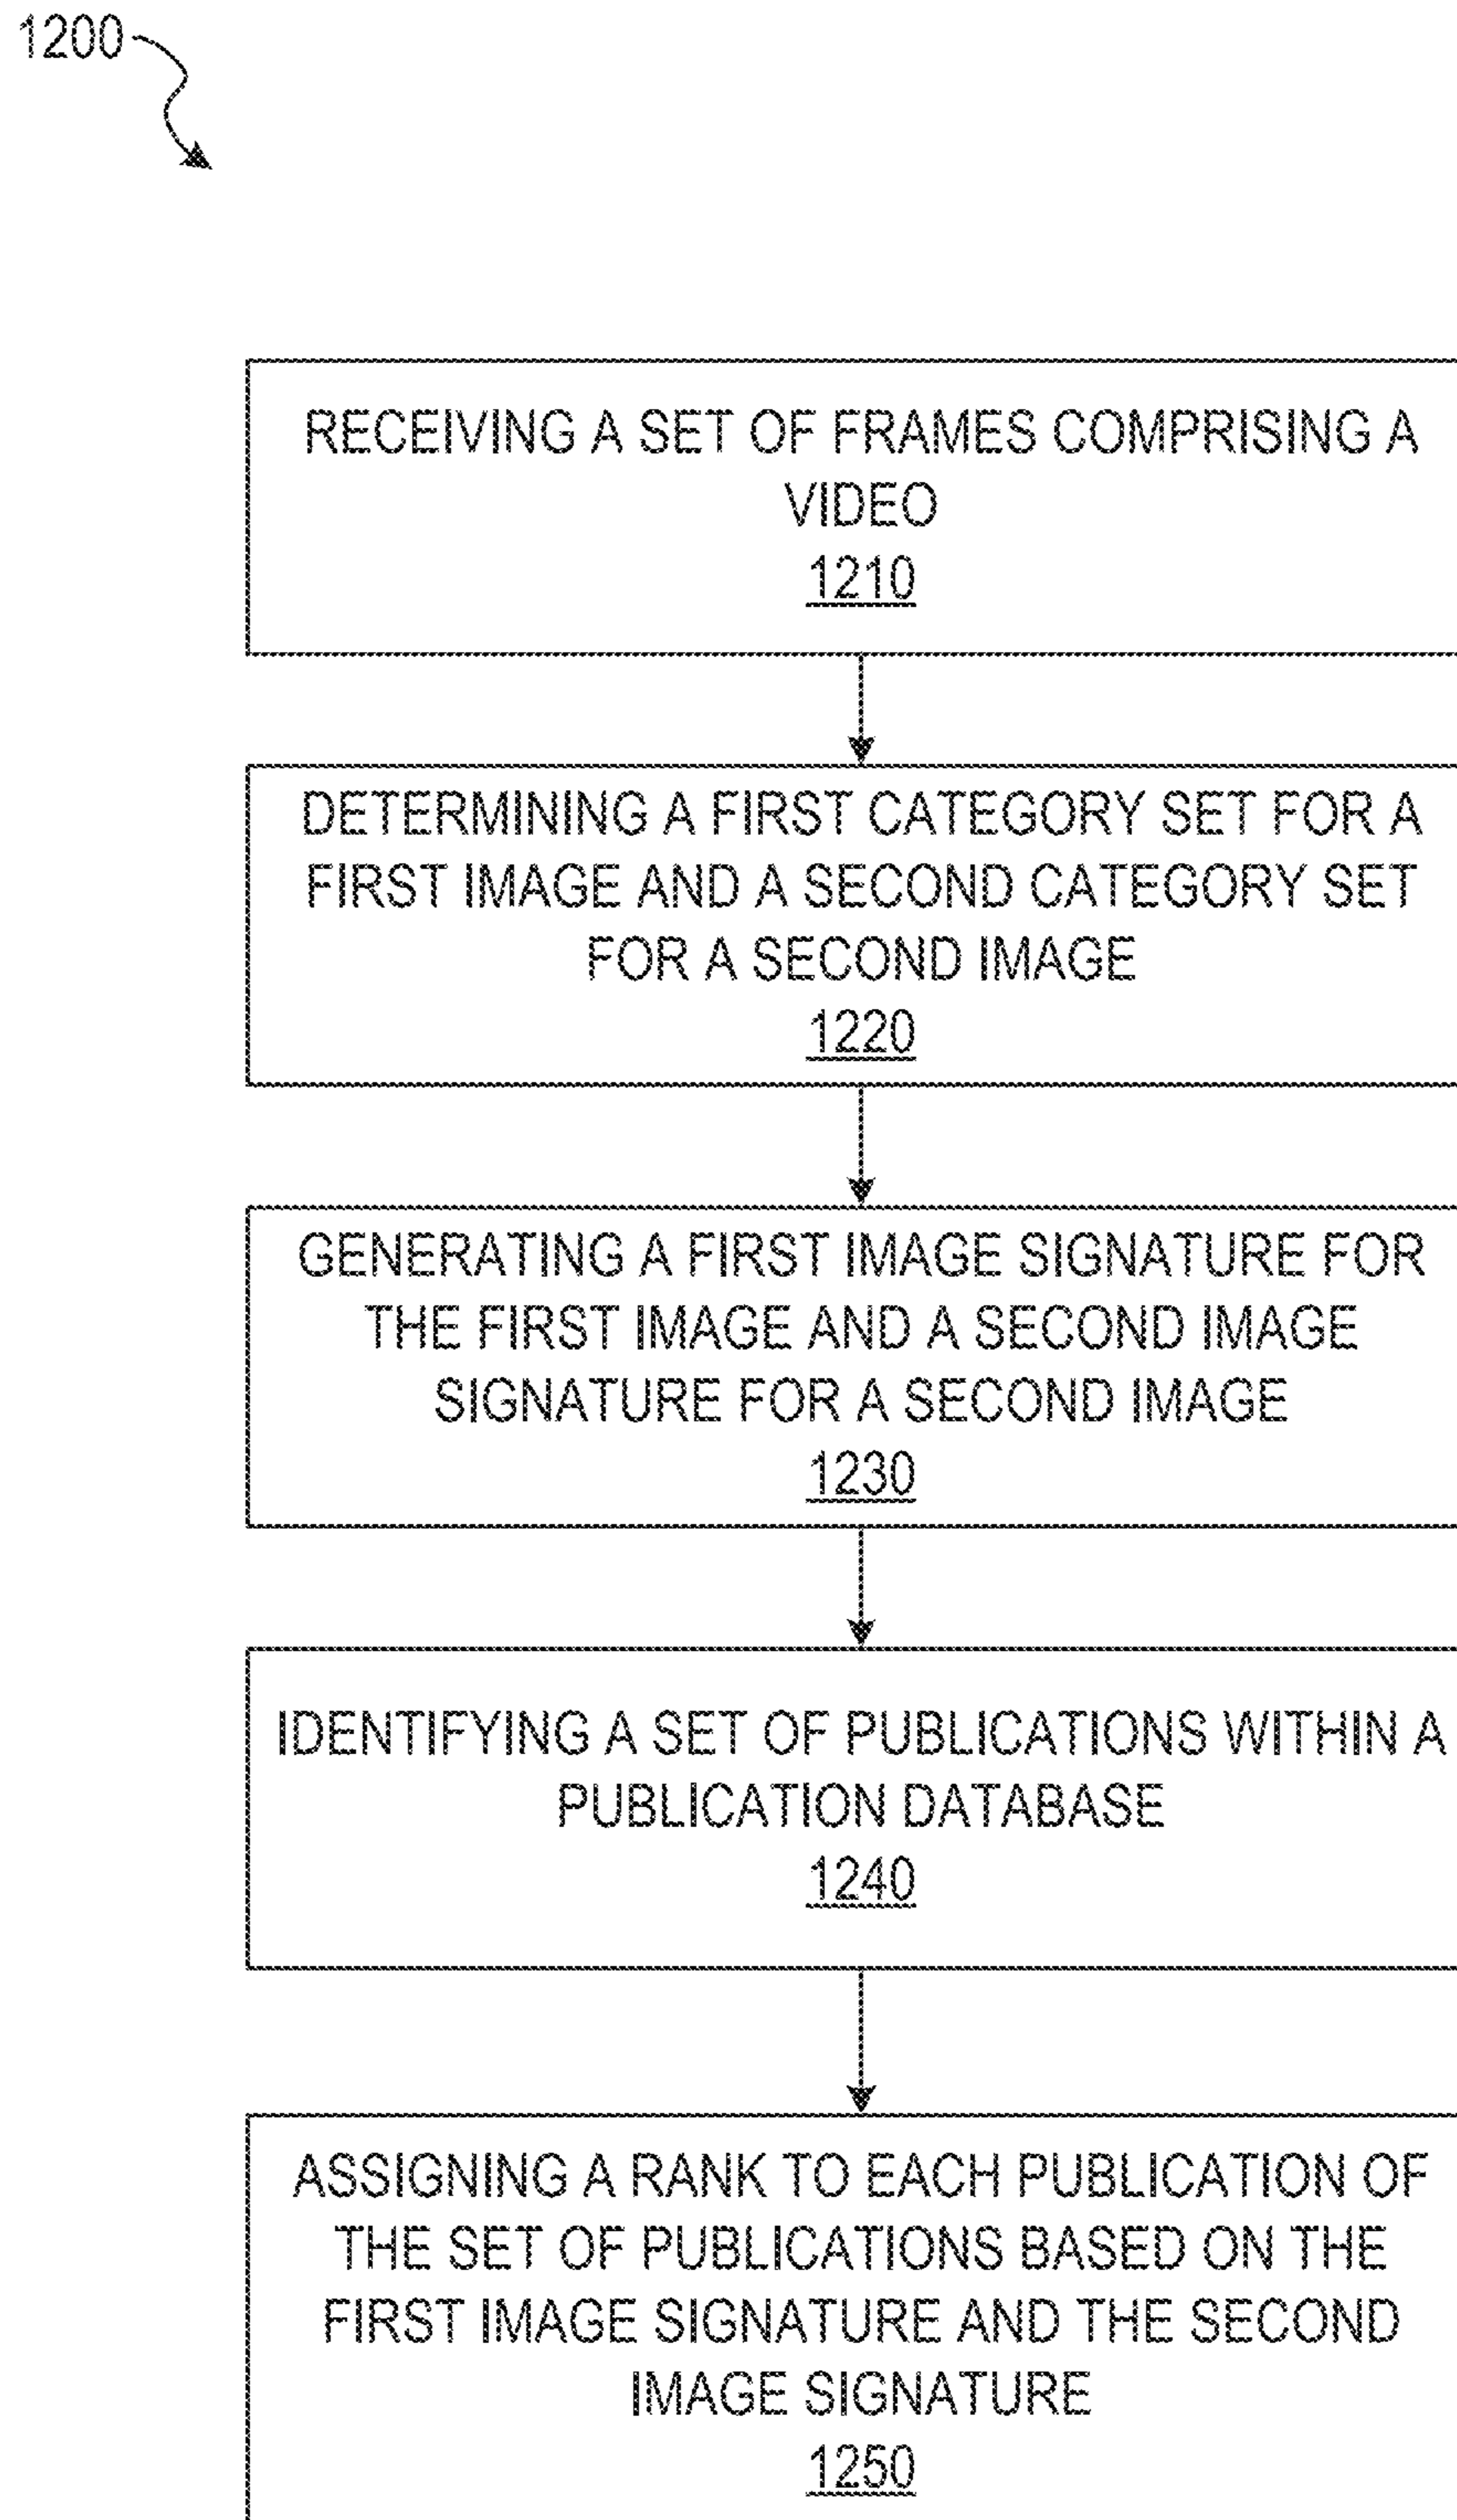 1200
RECEIVING A SET OF FRAMES COMPRISING A
VIDEO
1210
DETERMINING A FIRST CATEGORY SET FOR A
FIRST IMAGE AND A SECOND CATEGORY SET
FOR A SECOND IMAGE
1220
GENERATING A FIRST IMAGE SIGNATURE FOR
THE FIRST IMAGE AND A SECOND IMAGE
SIGNATURE FOR A SECOND IMAGE
1230
IDENTIFYING A SET OF PUBLICATIONS WITHIN A
PUBLICATION DATABASE
1240
ASSIGNING A RANK TO EACH PUBLICATION OF
THE SET OF PUBLICATIONS BASED ON THE
FIRST IMAGE SIGNATURE AND THE SECOND
IMAGE SIGNATURE
1250